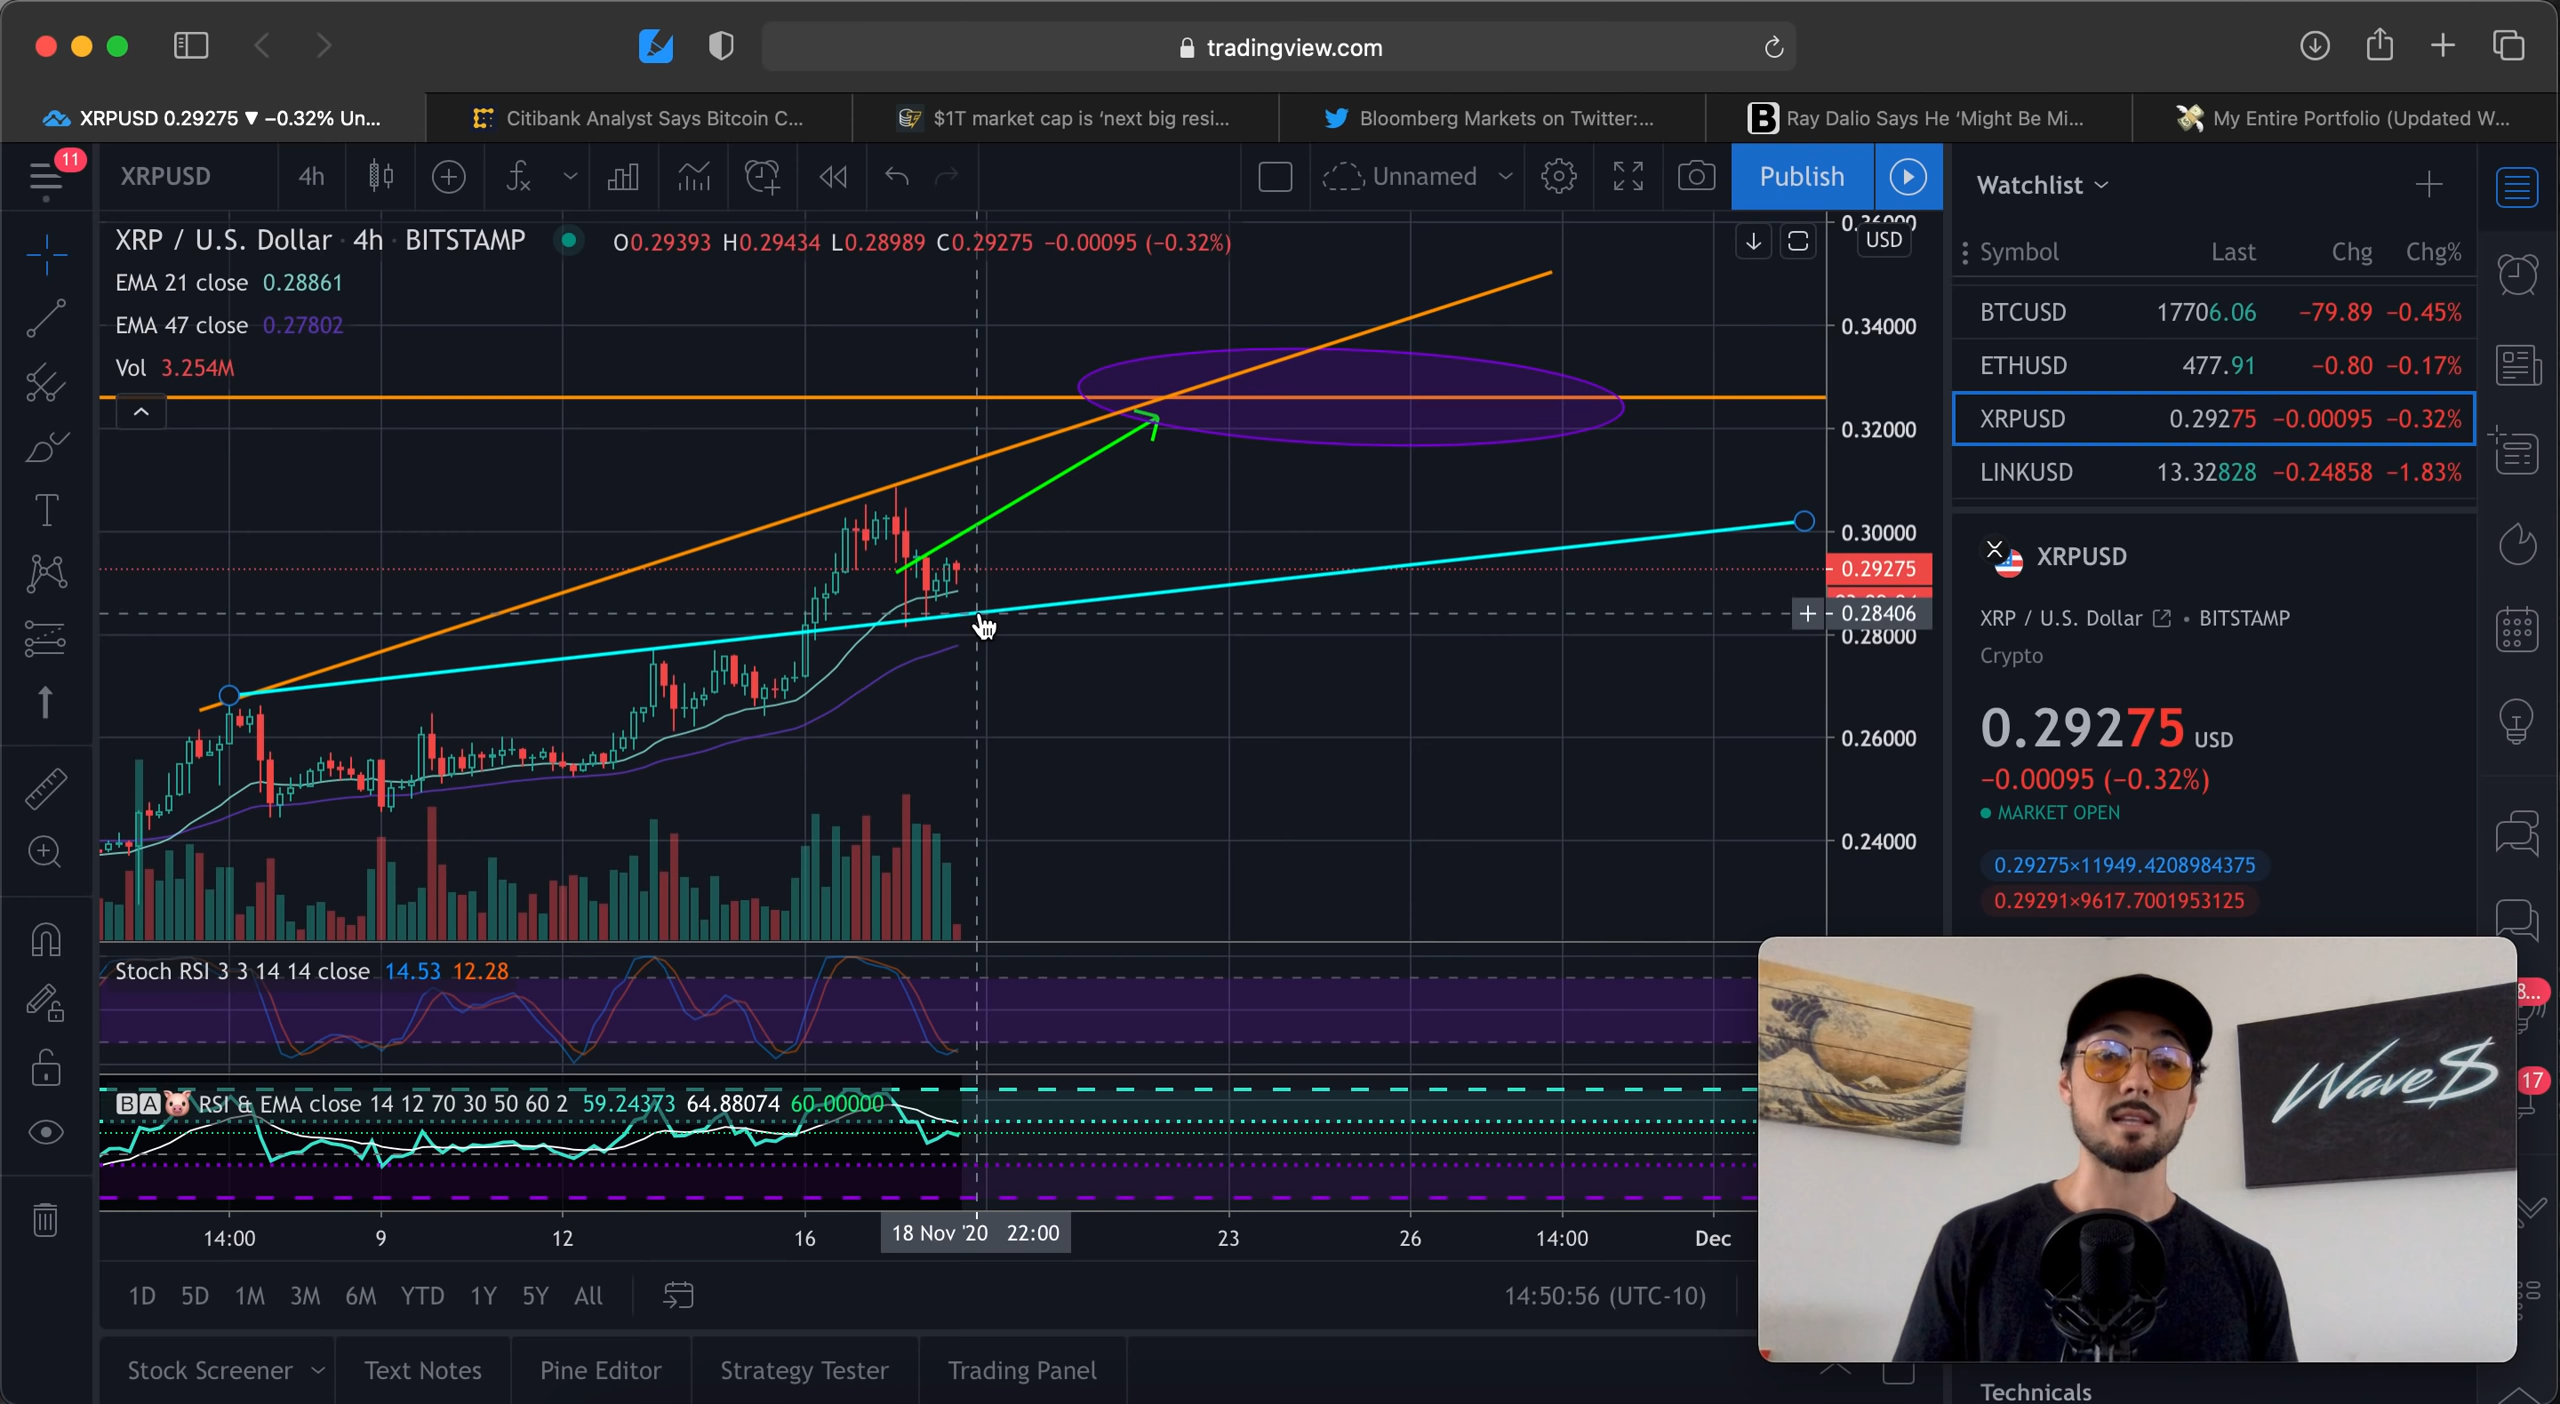 tradingview.com
XRPUSD 0.29275 ▼ −0.32% Un...
Citibank Analyst Says Bitcoin C...
$1T market cap is ‘next big resi...
Bloomberg Markets on Twitter:...
B Ray Dalio Says He ‘Might Be Mi...
My Entire Portfolio (Updated W...
11
XRPUSD
4h
Unnamed
Publish
Watchlist
XRP / U.S. Dollar · 4h · BITSTAMP
O0.29393 H0.29434 L0.28989 C0.29275 −0.00095 (−0.32%)
EMA 21 close 0.28861
EMA 47 close 0.27802
Vol 3.254M
USD
0.34000
0.32000
0.30000
0.29275
0.28406
0.28000
0.26000
0.24000
Symbol Last Chg Chg%
BTCUSD 17706.06 −79.89 −0.45%
ETHUSD 477.91 −0.80 −0.17%
XRPUSD 0.29275 −0.00095 −0.32%
LINKUSD 13.32828 −0.24858 −1.83%
XRPUSD
XRP / U.S. Dollar • BITSTAMP
Crypto
0.29275 USD
−0.00095 (−0.32%)
MARKET OPEN
0.29275×11949.4208984375
0.29291×9617.7001953125
Stoch RSI 3 3 14 14 close 14.53 12.28
BA🐷 RSI & EMA close 14 12 70 30 50 60 2 59.24373 64.88074 60.00000
8...
17
Wave$
14:00
9
12
16
18 Nov '20 22:00
23
26
14:00
Dec
1D 5D 1M 3M 6M YTD 1Y 5Y All
14:50:56 (UTC-10)
Stock Screener
Text Notes
Pine Editor
Strategy Tester
Trading Panel
Technicals